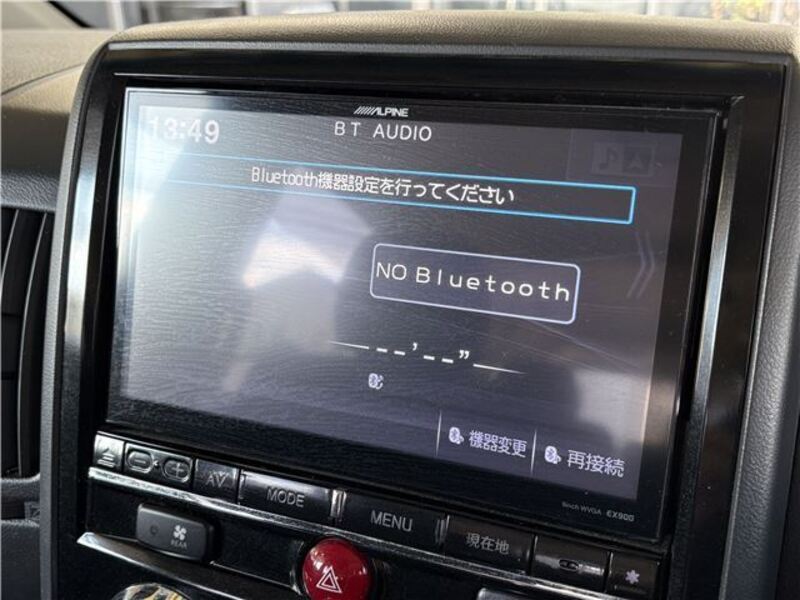 ALPINE
13:49
BT AUDIO
Bluetooth機器設定を行ってください
NO Bluetooth
--'--"
機器変更
再接続
9inch WVGA EX900
AV
MODE
MENU
現在地
REAR